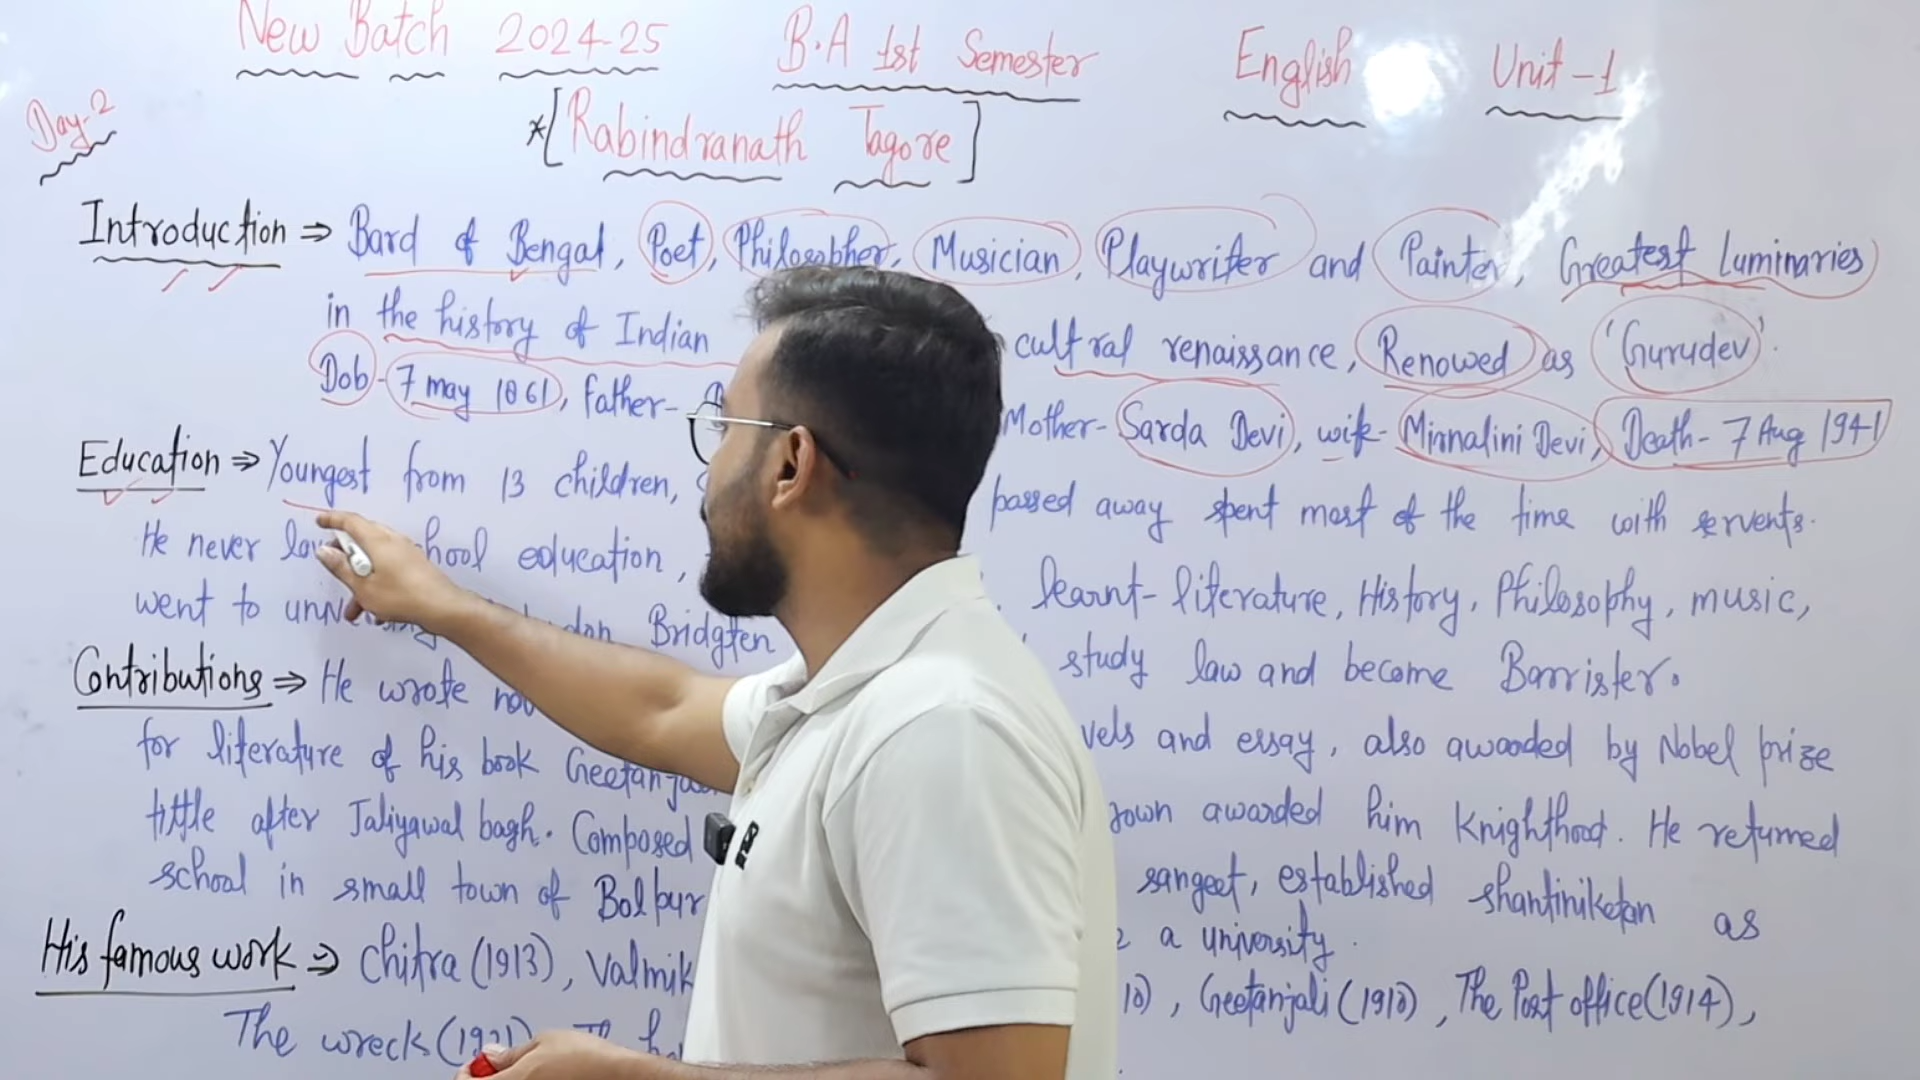 New Batch 2024-25 B.A 1st Semester English Unit-1
Day-2
*[Rabindranath Tagore]
Introduction ⇒ Bard of Bengal, Poet, Philosopher, Musician, Playwriter and Painter, Greatest Luminaries
in the history of Indian cultral renaissance, Renowed as 'Gurudev'.
Dob - 7 may 1861, Father- Mother- Sarda Devi, wife- Mirnalini Devi, Death- 7 Aug 1941
Education ⇒ Youngest from 13 children, passed away spent most of the time with servents.
He never education, learnt- literature, History, Philosophy, music,
went to Bridgten study law and become Barrister.
Contributions ⇒ He wrote vels and essay, also awarded by Nobel prize
for literature of his book awarded him Knighthood. He returned
tittle after Jaliyawal bagh. Composed sangeet, established shantiniketan as
school in small town of Bolpur a university.
His famous work ⇒ Chitra (1913), Valmik 10), Geetanjali (1910), The Post office (1914),
The wreck (1921)